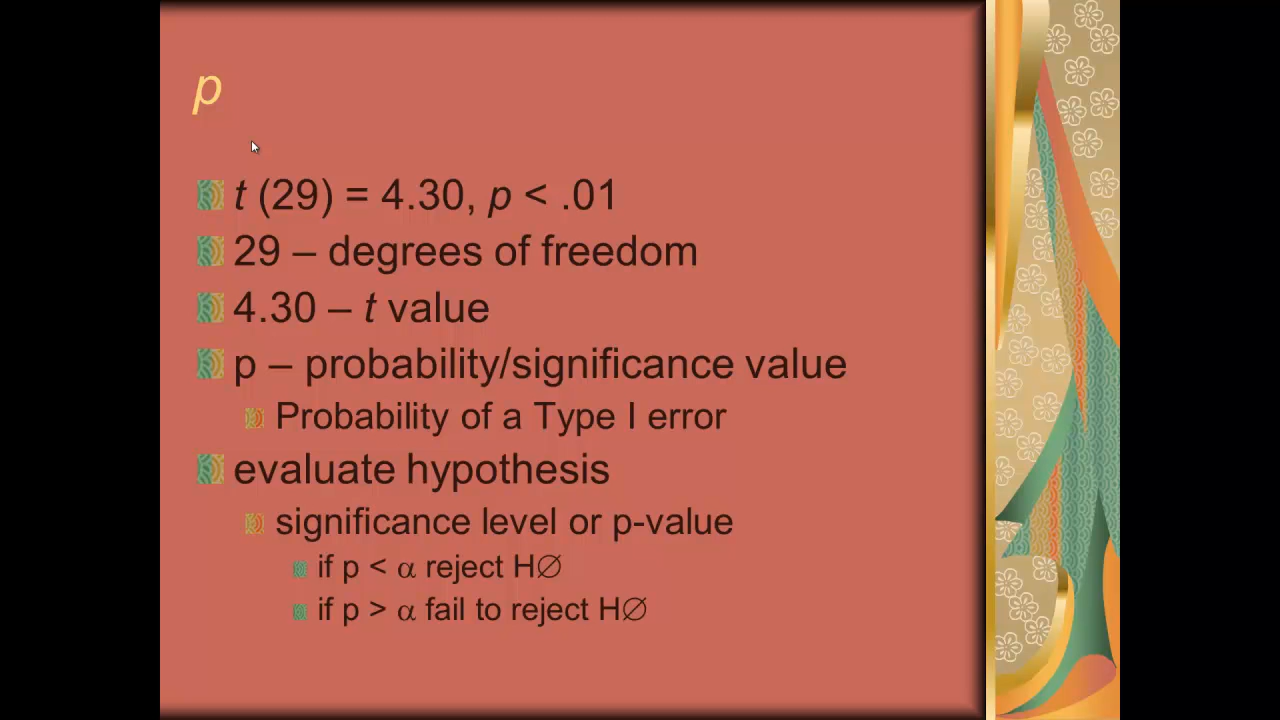 p
t (29) = 4.30, p < .01
29 – degrees of freedom
4.30 – t value
p – probability/significance value
Probability of a Type I error
evaluate hypothesis
significance level or p-value
if p < α reject H∅
if p > α fail to reject H∅